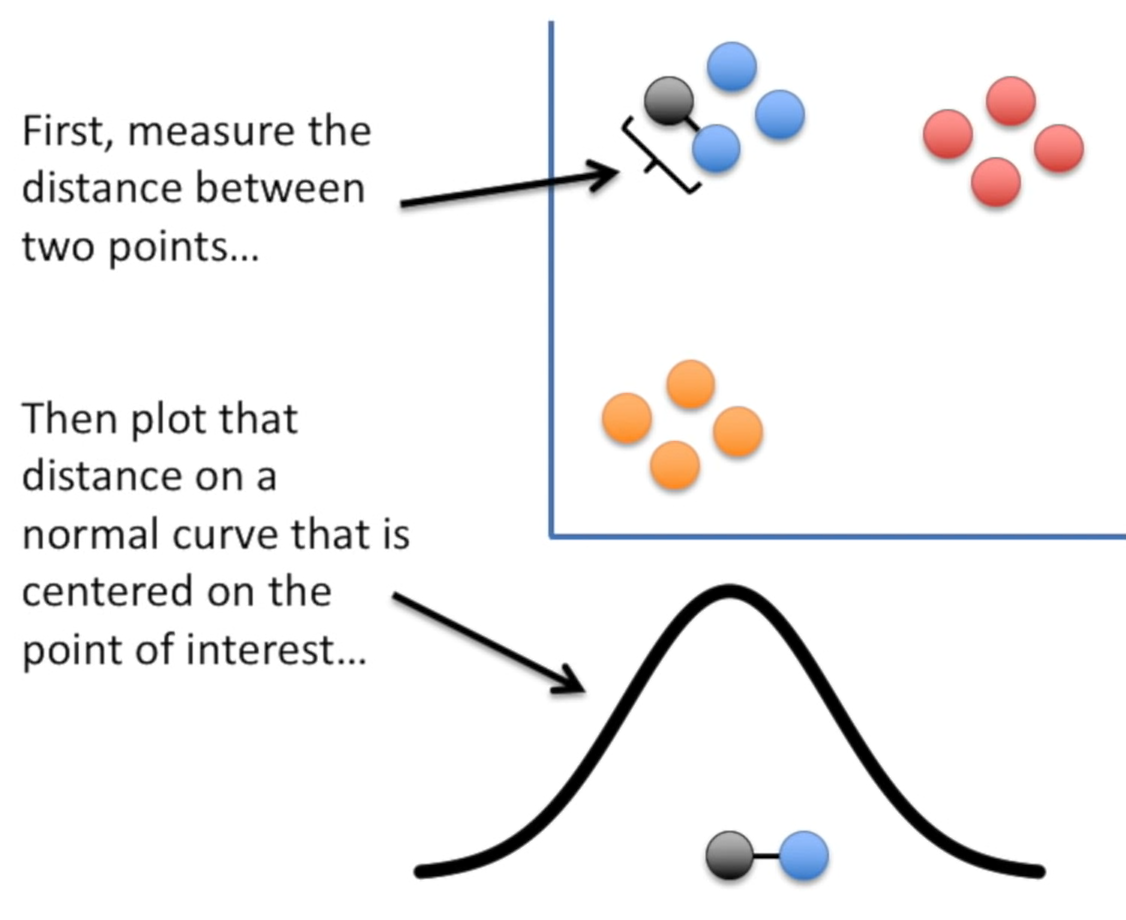 First, measure the
distance between
two points...
Then plot that
distance on a
normal curve that is
centered on the
point of interest...